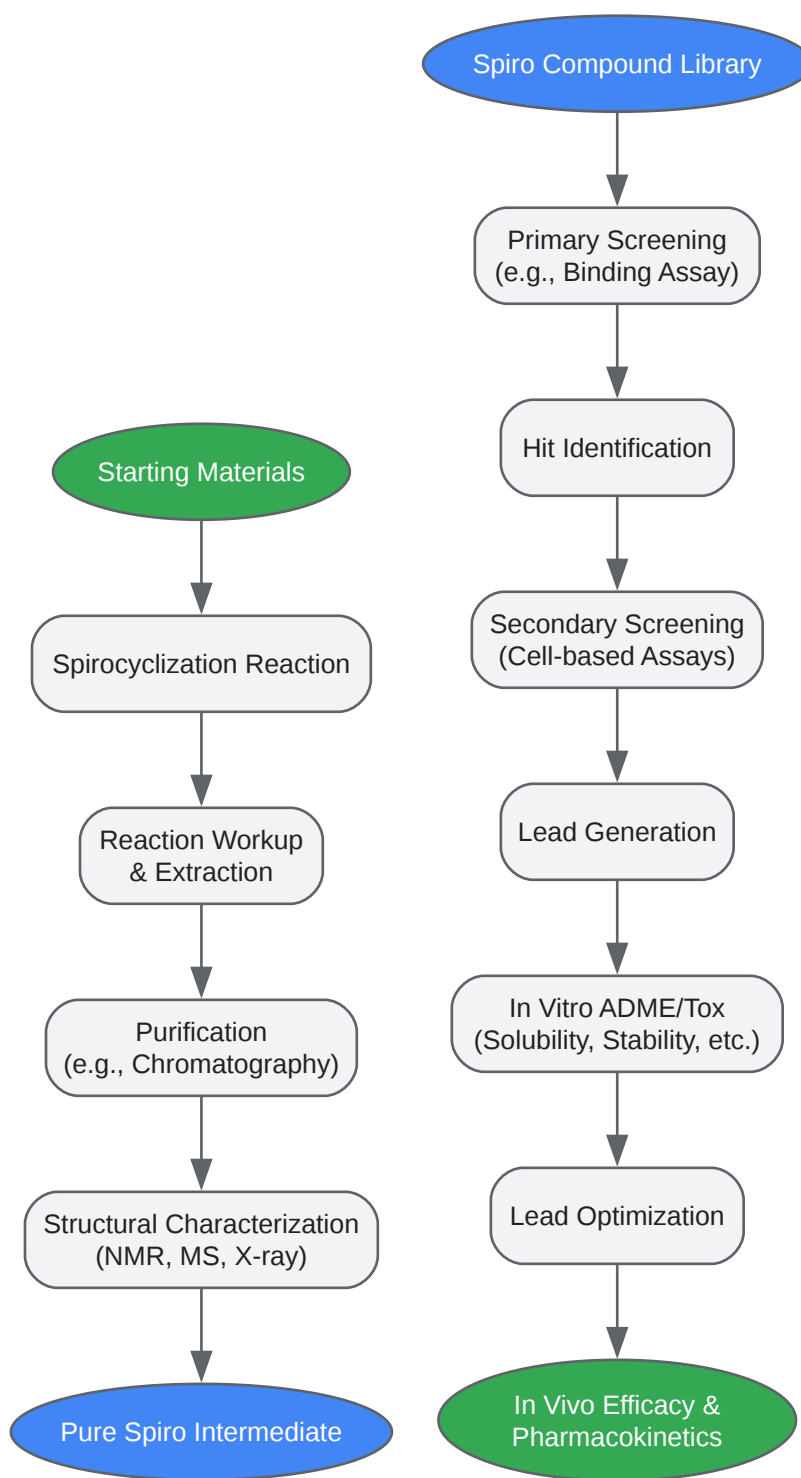 Starting Materials
Spirocyclization Reaction
Reaction Workup
& Extraction
Purification
(e.g., Chromatography)
Structural Characterization
(NMR, MS, X-ray)
Pure Spiro Intermediate
Spiro Compound Library
Primary Screening
(e.g., Binding Assay)
Hit Identification
Secondary Screening
(Cell-based Assays)
Lead Generation
In Vitro ADME/Tox
(Solubility, Stability, etc.)
Lead Optimization
In Vivo Efficacy &
Pharmacokinetics